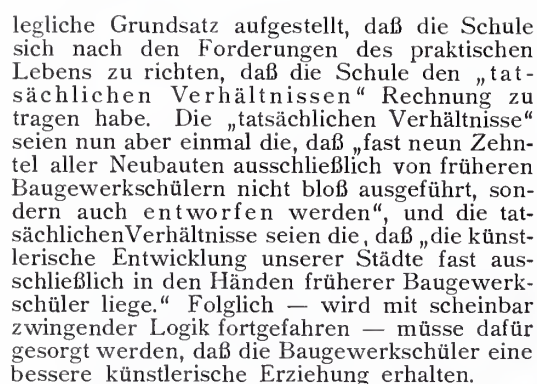 legliche Grundsatz aufgestellt, daß die Schule
sich nach den Forderungen des praktischen
Lebens zu richten, daß die Schule den „tat-
sächlichen Verhältnissen“ Rechnung zu
tragen habe. Die „tatsächlichen Verhältnisse“
seien nun aber einmal die, daß „fast neun Zehn-
tel aller Neubauten ausschließlich von früheren
Baugewerkschülern nicht bloß ausgeführt, son-
dern auch entworfen werden“, und die tat-
sächlichenVerhältnisse seien die, daß „die künst-
lerische Entwicklung unserer Städte fast aus-
schließlich in den Händen früherer Baugewerk-
schüler liege.“ Folglich — wird mit scheinbar
zwingender Logik fortgefahren — müsse dafür
gesorgt werden, daß die Baugewerkschüler eine
bessere künstlerische Erziehung erhalten.